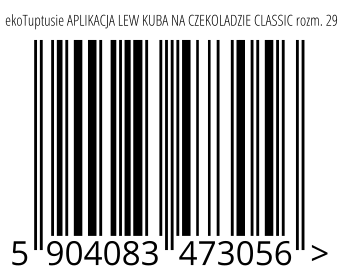 ekoTuptusie APLIKACJA LEW KUBA NA CZEKOLADZIE CLASSIC rozm. 29
5 904083 473056 >